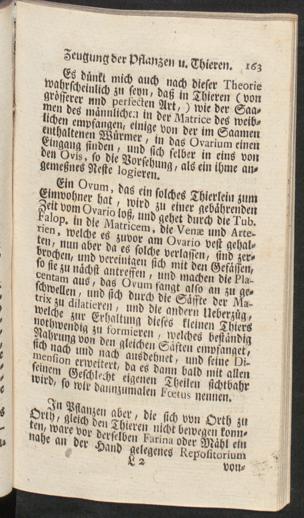 Zeugung der Pflanzen u. Thieren. 163
Es dünkt mich auch nach dieser Theorie
wahrscheinlich zu seyn, daß in Thieren (von
grösserer und perfecten Art,) wie der Saa-
men des männlichen in der Matrice des weib-
lichen empfangen, einige von der im Saamen
enthaltenen Würmer, in das Ovarium einen
Eingang finden, und sich selber in eins von
den Ovis, so die Vorsehung, als ein ihme an-
gemeßnes Neste logieren.
Ein Ovum, das ein solches Thierlein zum
Einwohner hat, wird zu einer gebährenden
Zeit vom Ovario loß, und gehet durch die Tub.
Falop. in die Matricem, die Venæ und Arte-
rien, welche es zuvor am Ovario vest gehal-
ten, nun aber da es solche verlassen, sind zer-
brochen, und vereinigen sich mit den Gefässen,
so sie zu nächst antreffen, und machen die Pla-
centam aus, das Ovum fangt also an zu ge-
schwellen, und sich durch die Säffte der Ma-
trix zu dilatieren, und die andern Ueberzüg,
welche zur Erhaltung dieses kleinen Thiers
nothwendig zu formieren, welches beständig
Nahrung von den gleichen Säften empfanget,
sich nach und nach ausdehnet, und seine Di-
mension erweitert, da es dann bald mit allen
seinem Geschlecht eigenen Theilen sichtbahr
wird, so wir dannzumalen Fœtus nennen.
In Pflanzen aber, die sich von Orth zu
Orth, gleich den Thieren nicht bewegen konn-
ten, ware vor derselben Farina oder Mähl ein
nahe an der Hand gelegenes Repositorium
L 2 von-